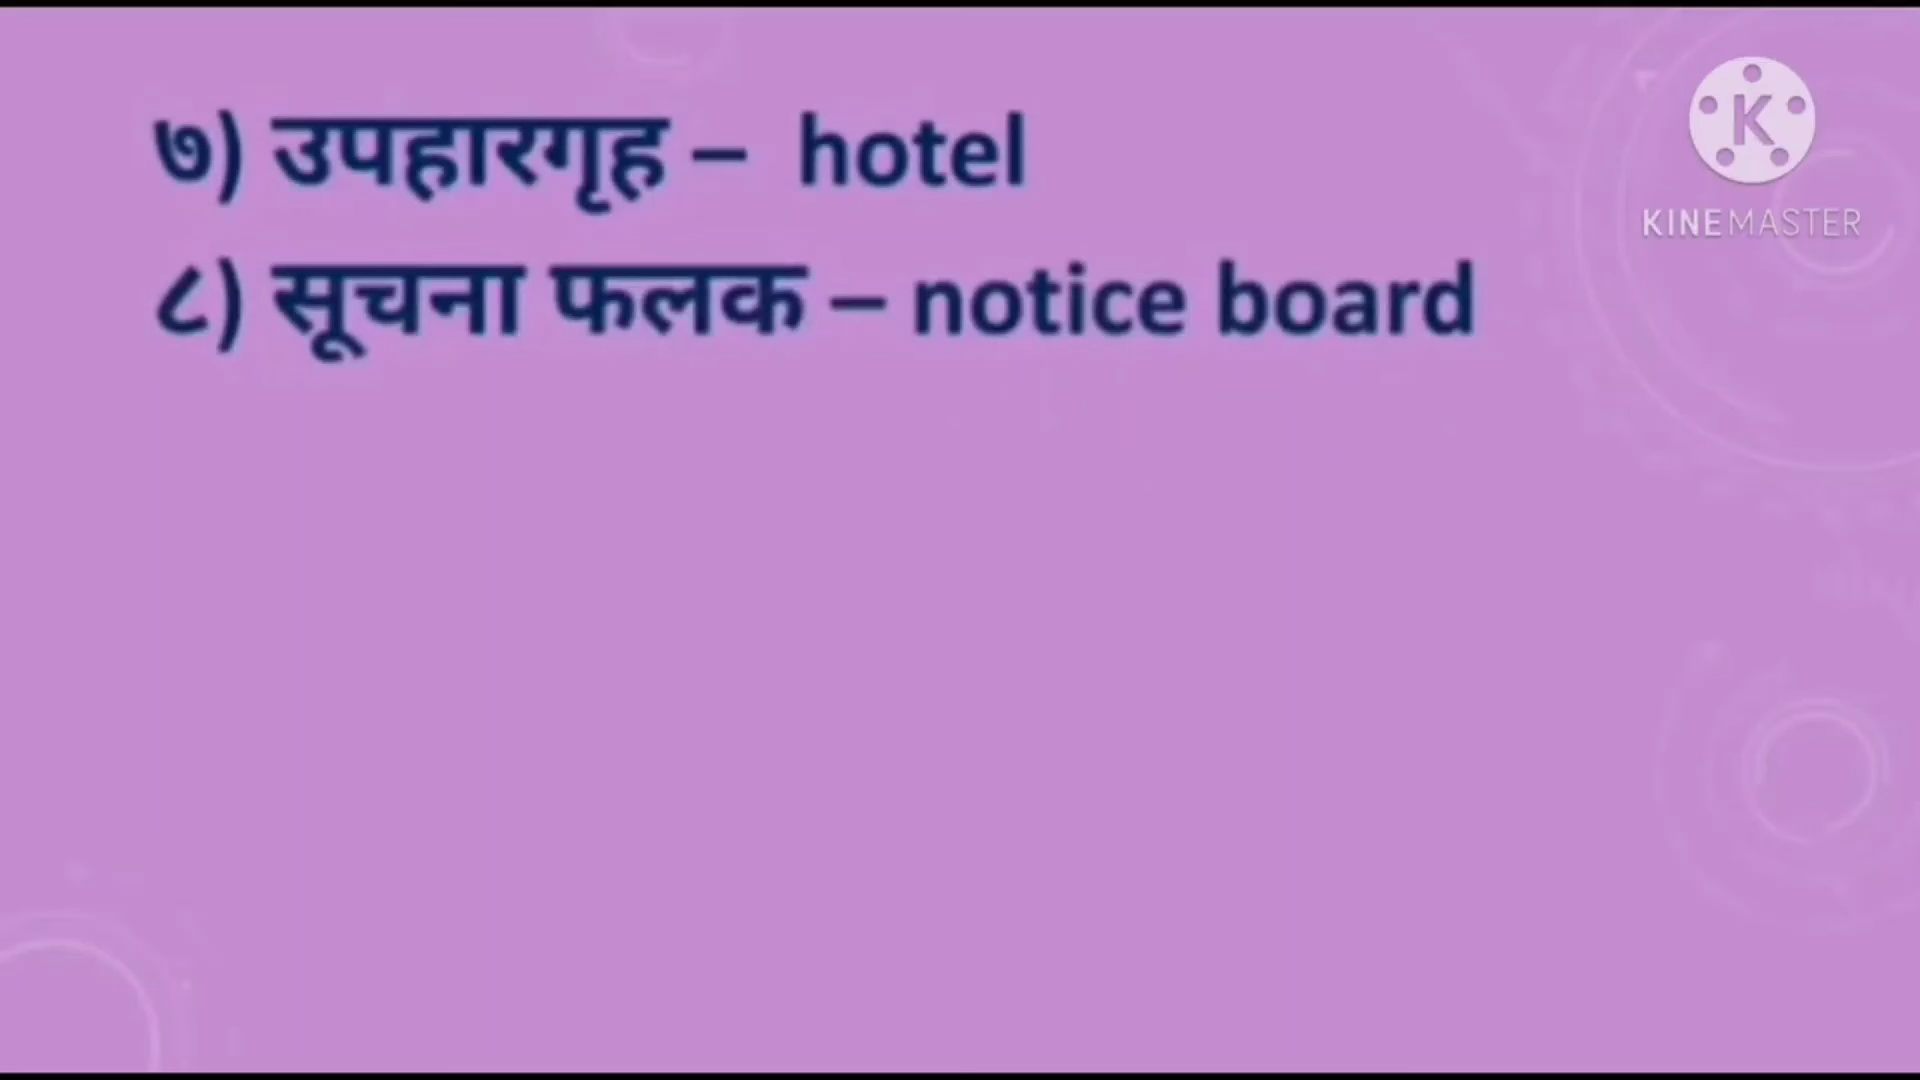 ७) उपहारगृह – hotel
८) सूचना फलक – notice board
K
KINEMASTER